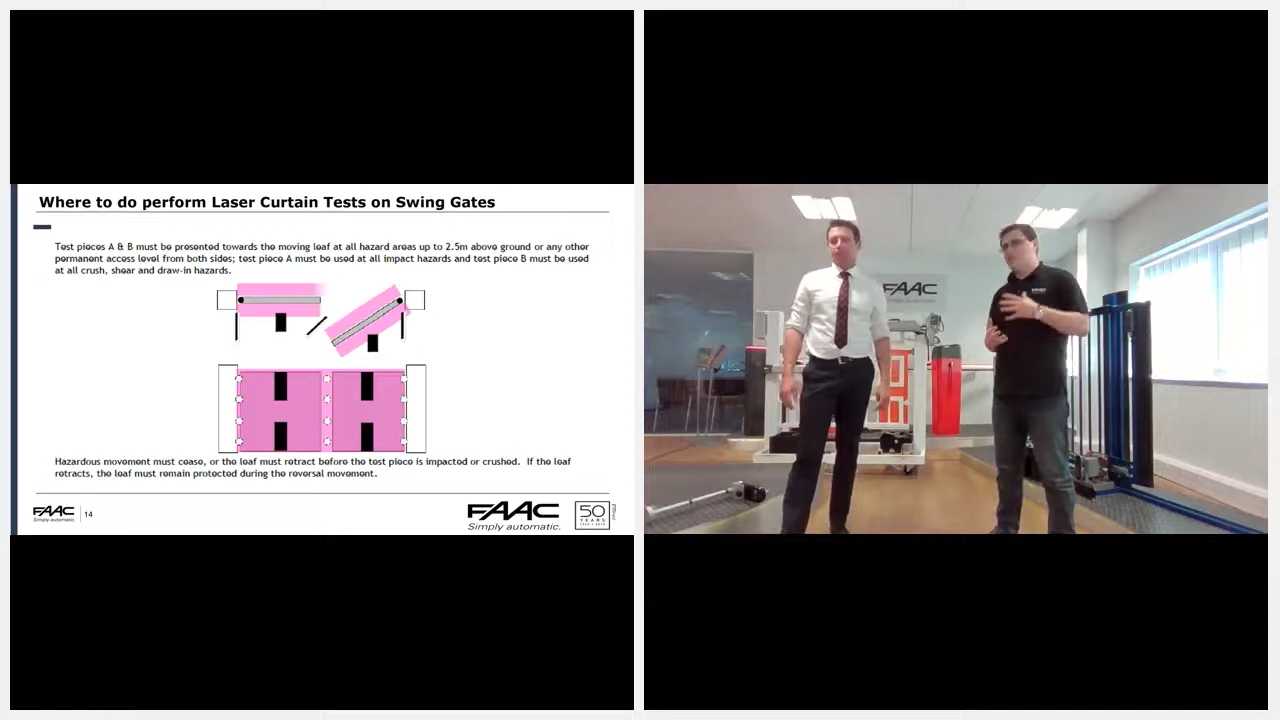 Where to do perform Laser Curtain Tests on Swing Gates
Test pieces A & B must be presented towards the moving leaf at all hazard areas up to 2.5m above ground or any other
permanent access level from both sides; test piece A must be used at all impact hazards and test piece B must be used
at all crush, shear and draw-in hazards.
Hazardous movement must cease, or the leaf must retract before the test piece is impacted or crushed. If the leaf
retracts, the leaf must remain protected during the reversal movement.
FAAC
Simply automatic.
14
FAAC
Simply automatic.
50
YEARS
FAAC